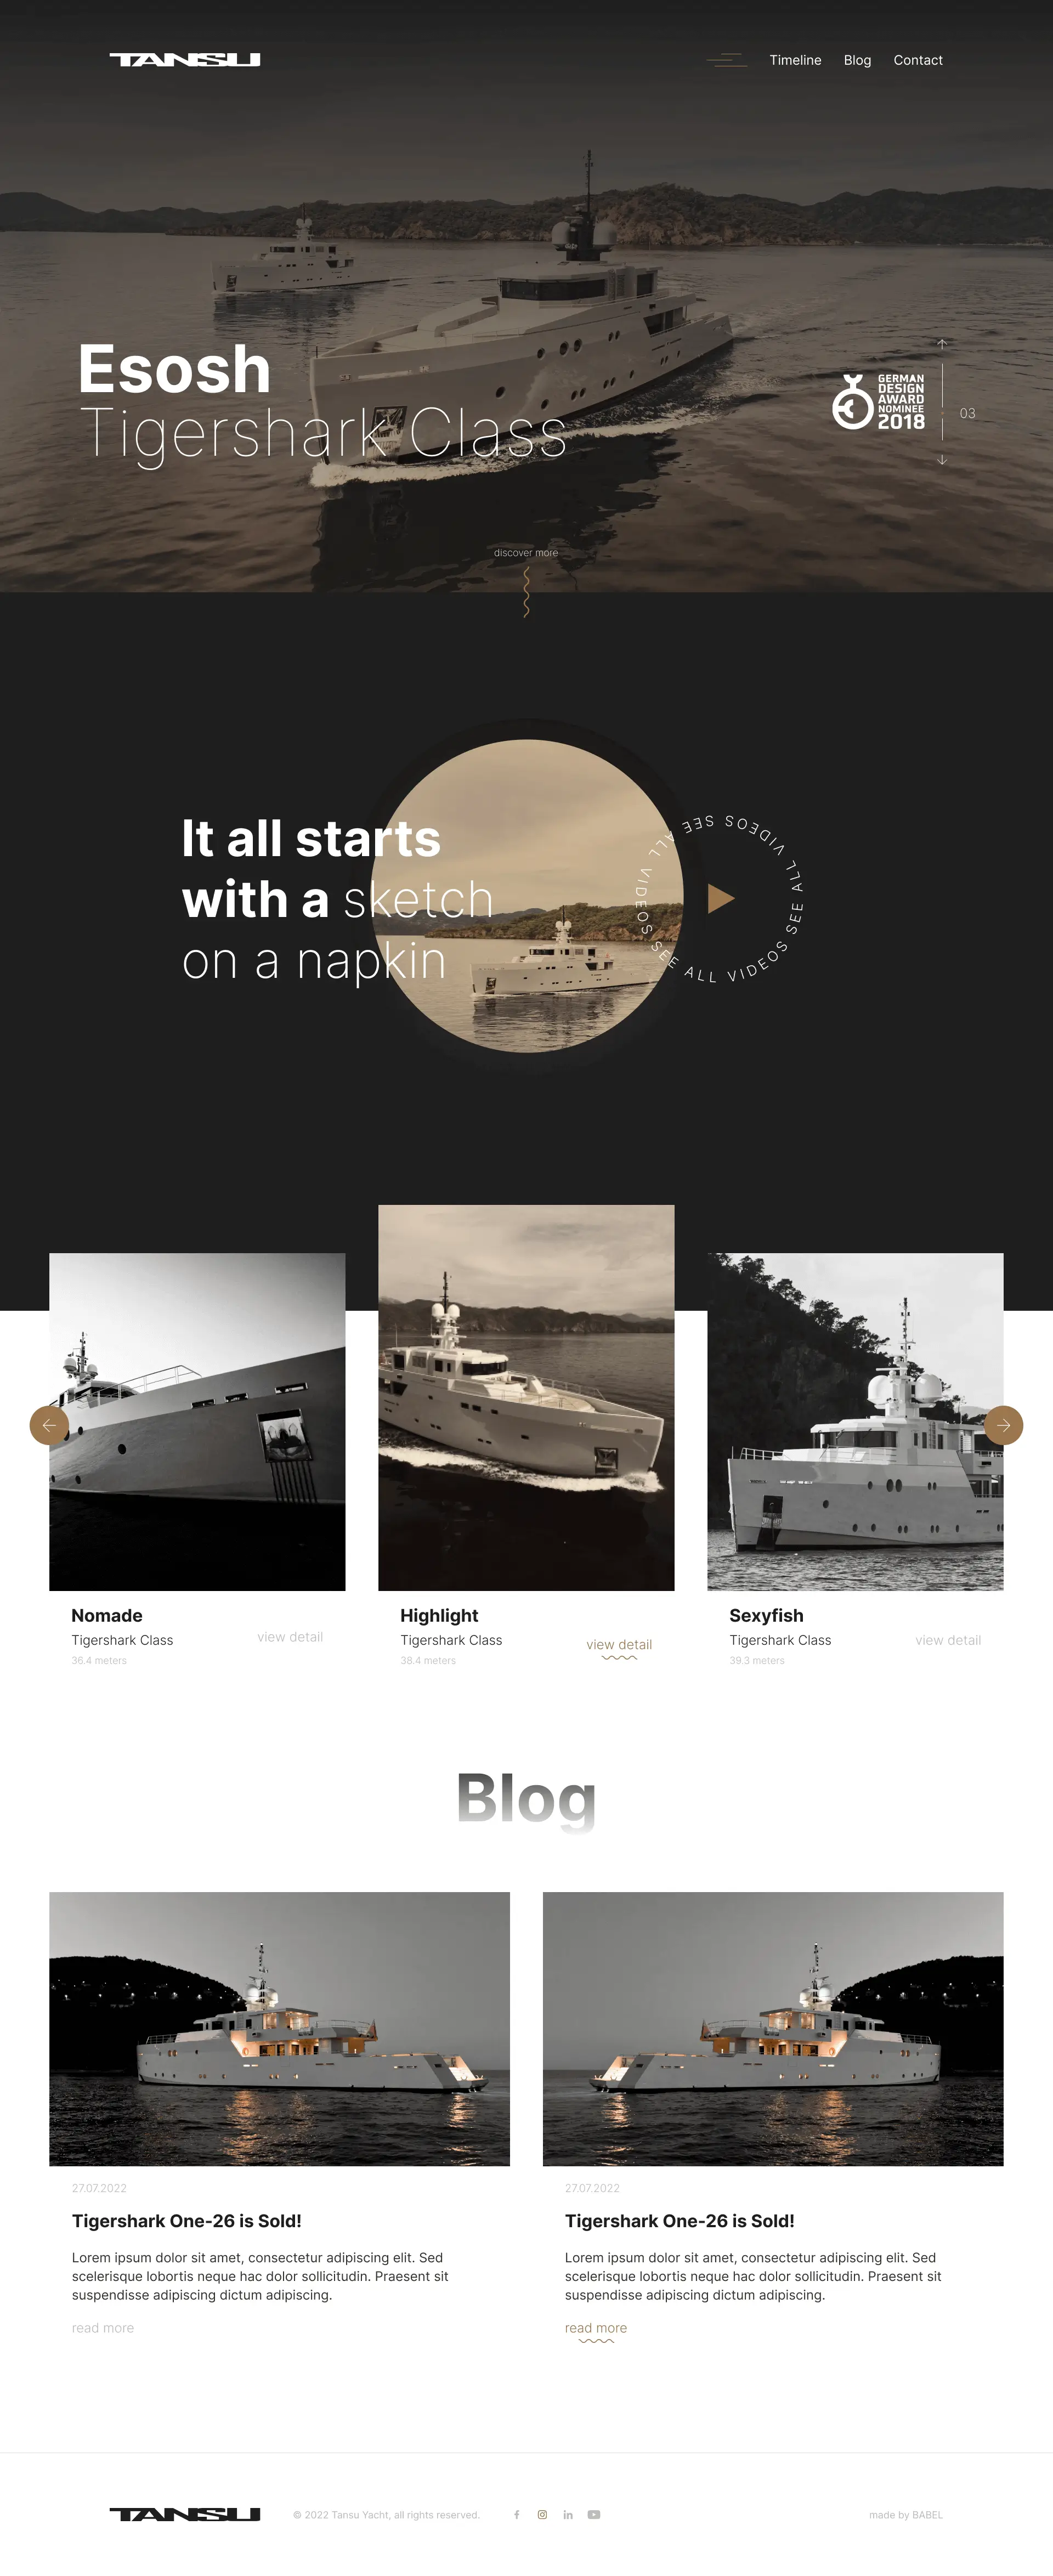 TANSU
Timeline
Blog
Contact
Esosh
Tigershark Class
GERMAN
DESIGN
AWARD
NOMINEE
2018
03
discover more
It all starts
with a sketch
on a napkin
SEE ALL VIDEOS SEE ALL VIDEOS SEE ALL VIDEOS
Nomade
Tigershark Class
36.4 meters
view detail
Highlight
Tigershark Class
38.4 meters
view detail
Sexyfish
Tigershark Class
39.3 meters
view detail
Blog
27.07.2022
Tigershark One-26 is Sold!
Lorem ipsum dolor sit amet, consectetur adipiscing elit. Sed
scelerisque lobortis neque hac dolor sollicitudin. Praesent sit
suspendisse adipiscing dictum adipiscing.
read more
27.07.2022
Tigershark One-26 is Sold!
Lorem ipsum dolor sit amet, consectetur adipiscing elit. Sed
scelerisque lobortis neque hac dolor sollicitudin. Praesent sit
suspendisse adipiscing dictum adipiscing.
read more
TANSU
© 2022 Tansu Yacht, all rights reserved.
made by BABEL